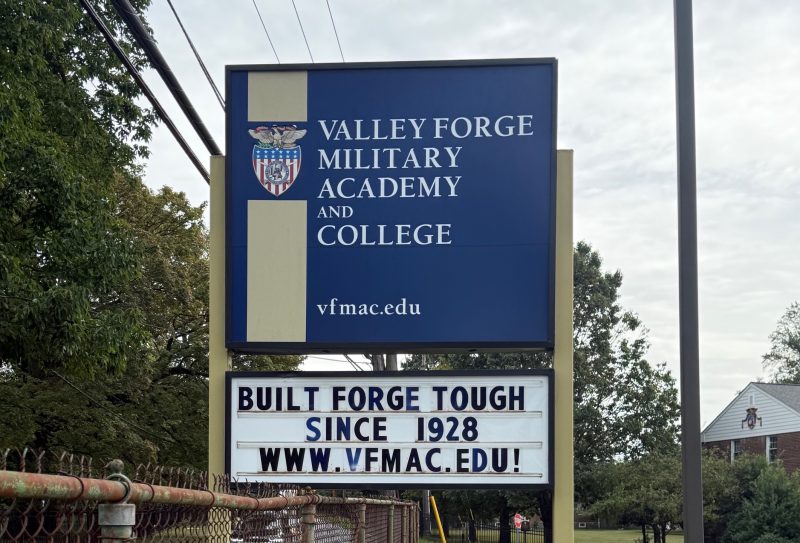 VALLEY FORGE
MILITARY
ACADEMY
AND
COLLEGE
vfmac.edu
BUILT FORGE TOUGH
SINCE 1928
WWW.VFMAC.EDU!